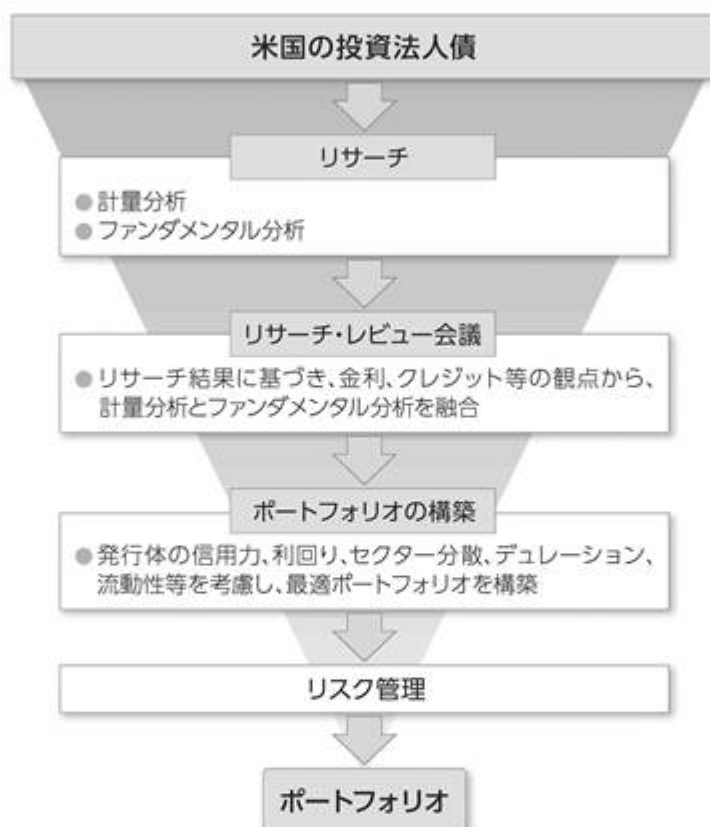 米国の投資法人債
リサーチ
●計量分析
●ファンダメンタル分析
リサーチ・レビュー会議
●リサーチ結果に基づき、金利、クレジット等の観点から、
計量分析とファンダメンタル分析を融合
ポートフォリオの構築
●発行体の信用力、利回り、セクター分散、デュレーション、
流動性等を考慮し、最適ポートフォリオを構築
リスク管理
ポートフォリオ